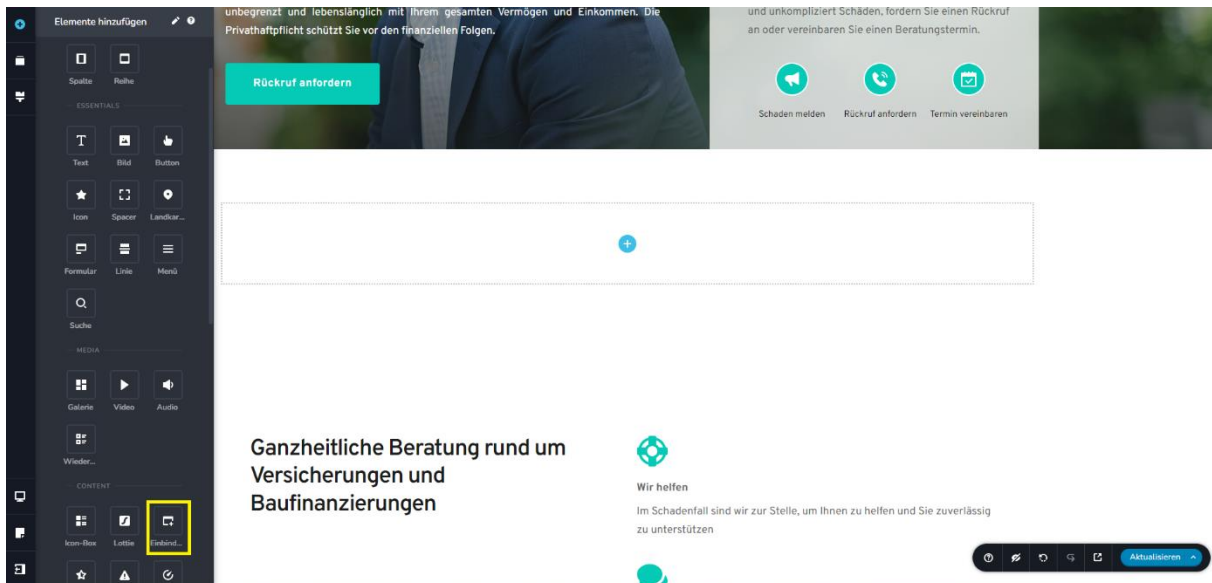 Elemente hinzufügen
Spalte Reihe
ESSENTIALS
Text Bild Button
Icon Spacer Landkar...
Formular Linie Menü
Suche
MEDIA
Galerie Video Audio
Wieder...
CONTENT
Icon-Box Lottie Einbind...
unbegrenzt und lebenslänglich mit Ihrem gesamten Vermögen und Einkommen. Die
Privathaftpflicht schützt Sie vor den finanziellen Folgen.
Rückruf anfordern
und unkompliziert Schäden, fordern Sie einen Rückruf
an oder vereinbaren Sie einen Beratungstermin.
Schaden melden Rückruf anfordern Termin vereinbaren
Ganzheitliche Beratung rund um
Versicherungen und
Baufinanzierungen
Wir helfen
Im Schadenfall sind wir zur Stelle, um Ihnen zu helfen und Sie zuverlässig
zu unterstützen
Aktualisieren